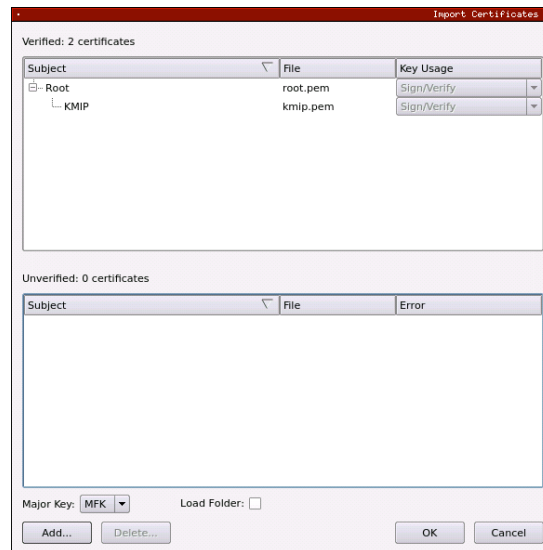 Import Certificates
Verified: 2 certificates
Subject File Key Usage
Root root.pem Sign/Verify
KMIP kmip.pem Sign/Verify
Unverified: 0 certificates
Subject File Error
Major Key: MFK Load Folder:
Add... Delete... OK Cancel